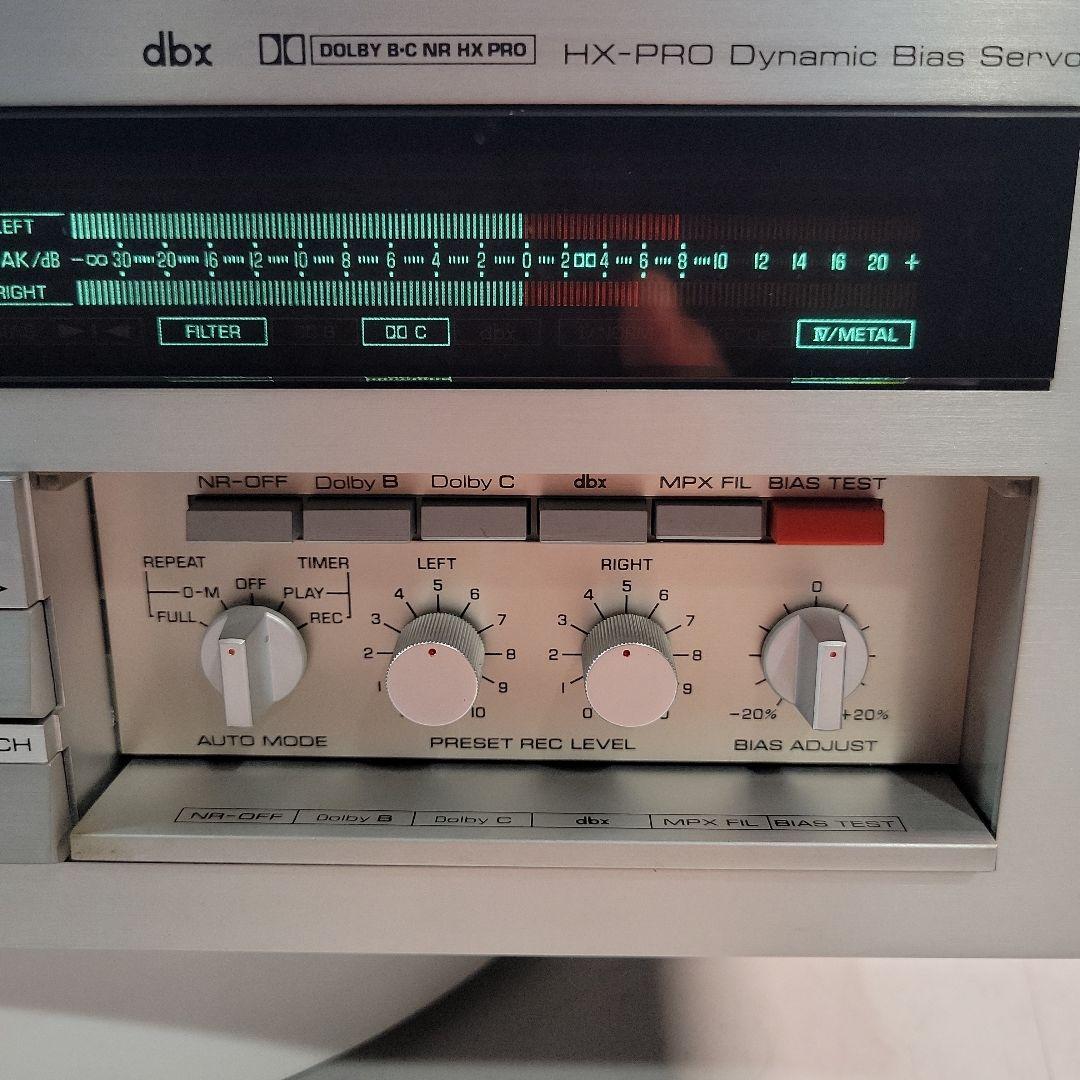 dbx DOLBY B·C NR HX PRO HX-PRO Dynamic Bias Servo
LEFT
AK/dB -∞ 30 20 16 12 10 8 6 4 2 0 2 4 6 8 10 12 14 16 20 +
RIGHT
FILTER C IV/METAL
NR-OFF Dolby B Dolby C dbx MPX FIL BIAS TEST
REPEAT TIMER LEFT RIGHT
O-M OFF PLAY
FULL REC
1 2 3 4 5 6 7 8 9 10
0 1 2 3 4 5 6 7 8 9
0
-20% +20%
CH
AUTO MODE PRESET REC LEVEL BIAS ADJUST
NR-OFF Dolby B Dolby C dbx MPX FIL BIAS TEST